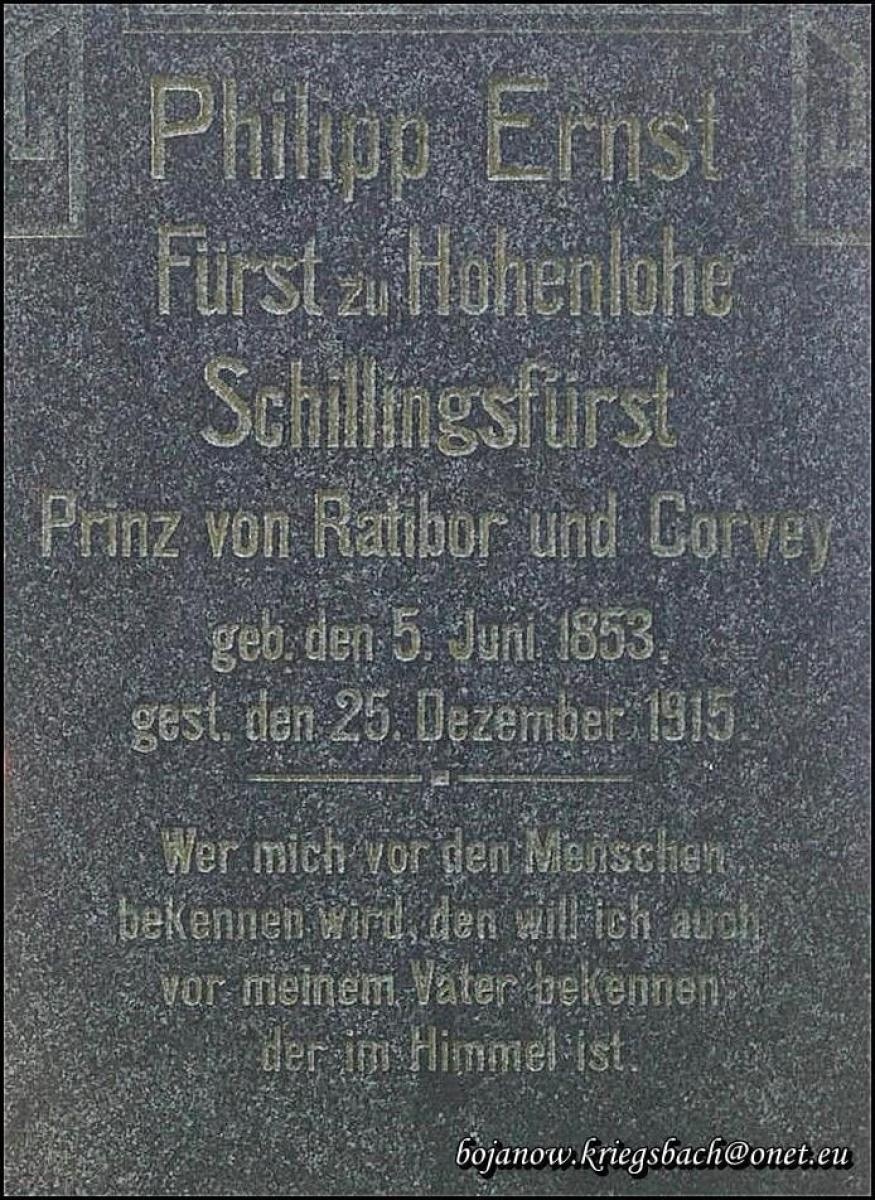 Philipp Ernst
Fürst zu Hohenlohe
Schillingsfürst
Prinz von Ratibor und Corvey
geb. den 5. Juni 1853.
gest. den 25. Dezember 1915.
Wer mich vor den Menschen
bekennen wird, den will ich auch
vor meinem Vater bekennen
der im Himmel ist.
bojanow.kriegsbach@onet.eu